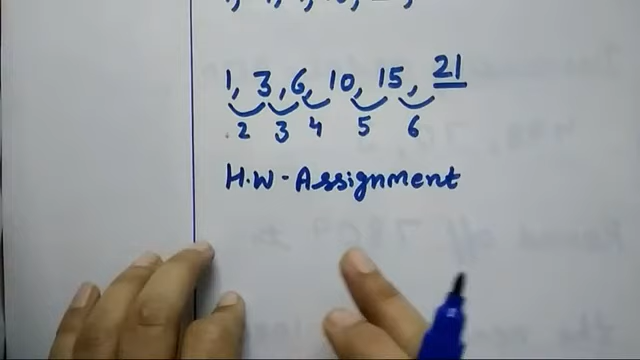 1, 3, 6, 10, 15, 21
2 3 4 5 6
H.W - Assignment